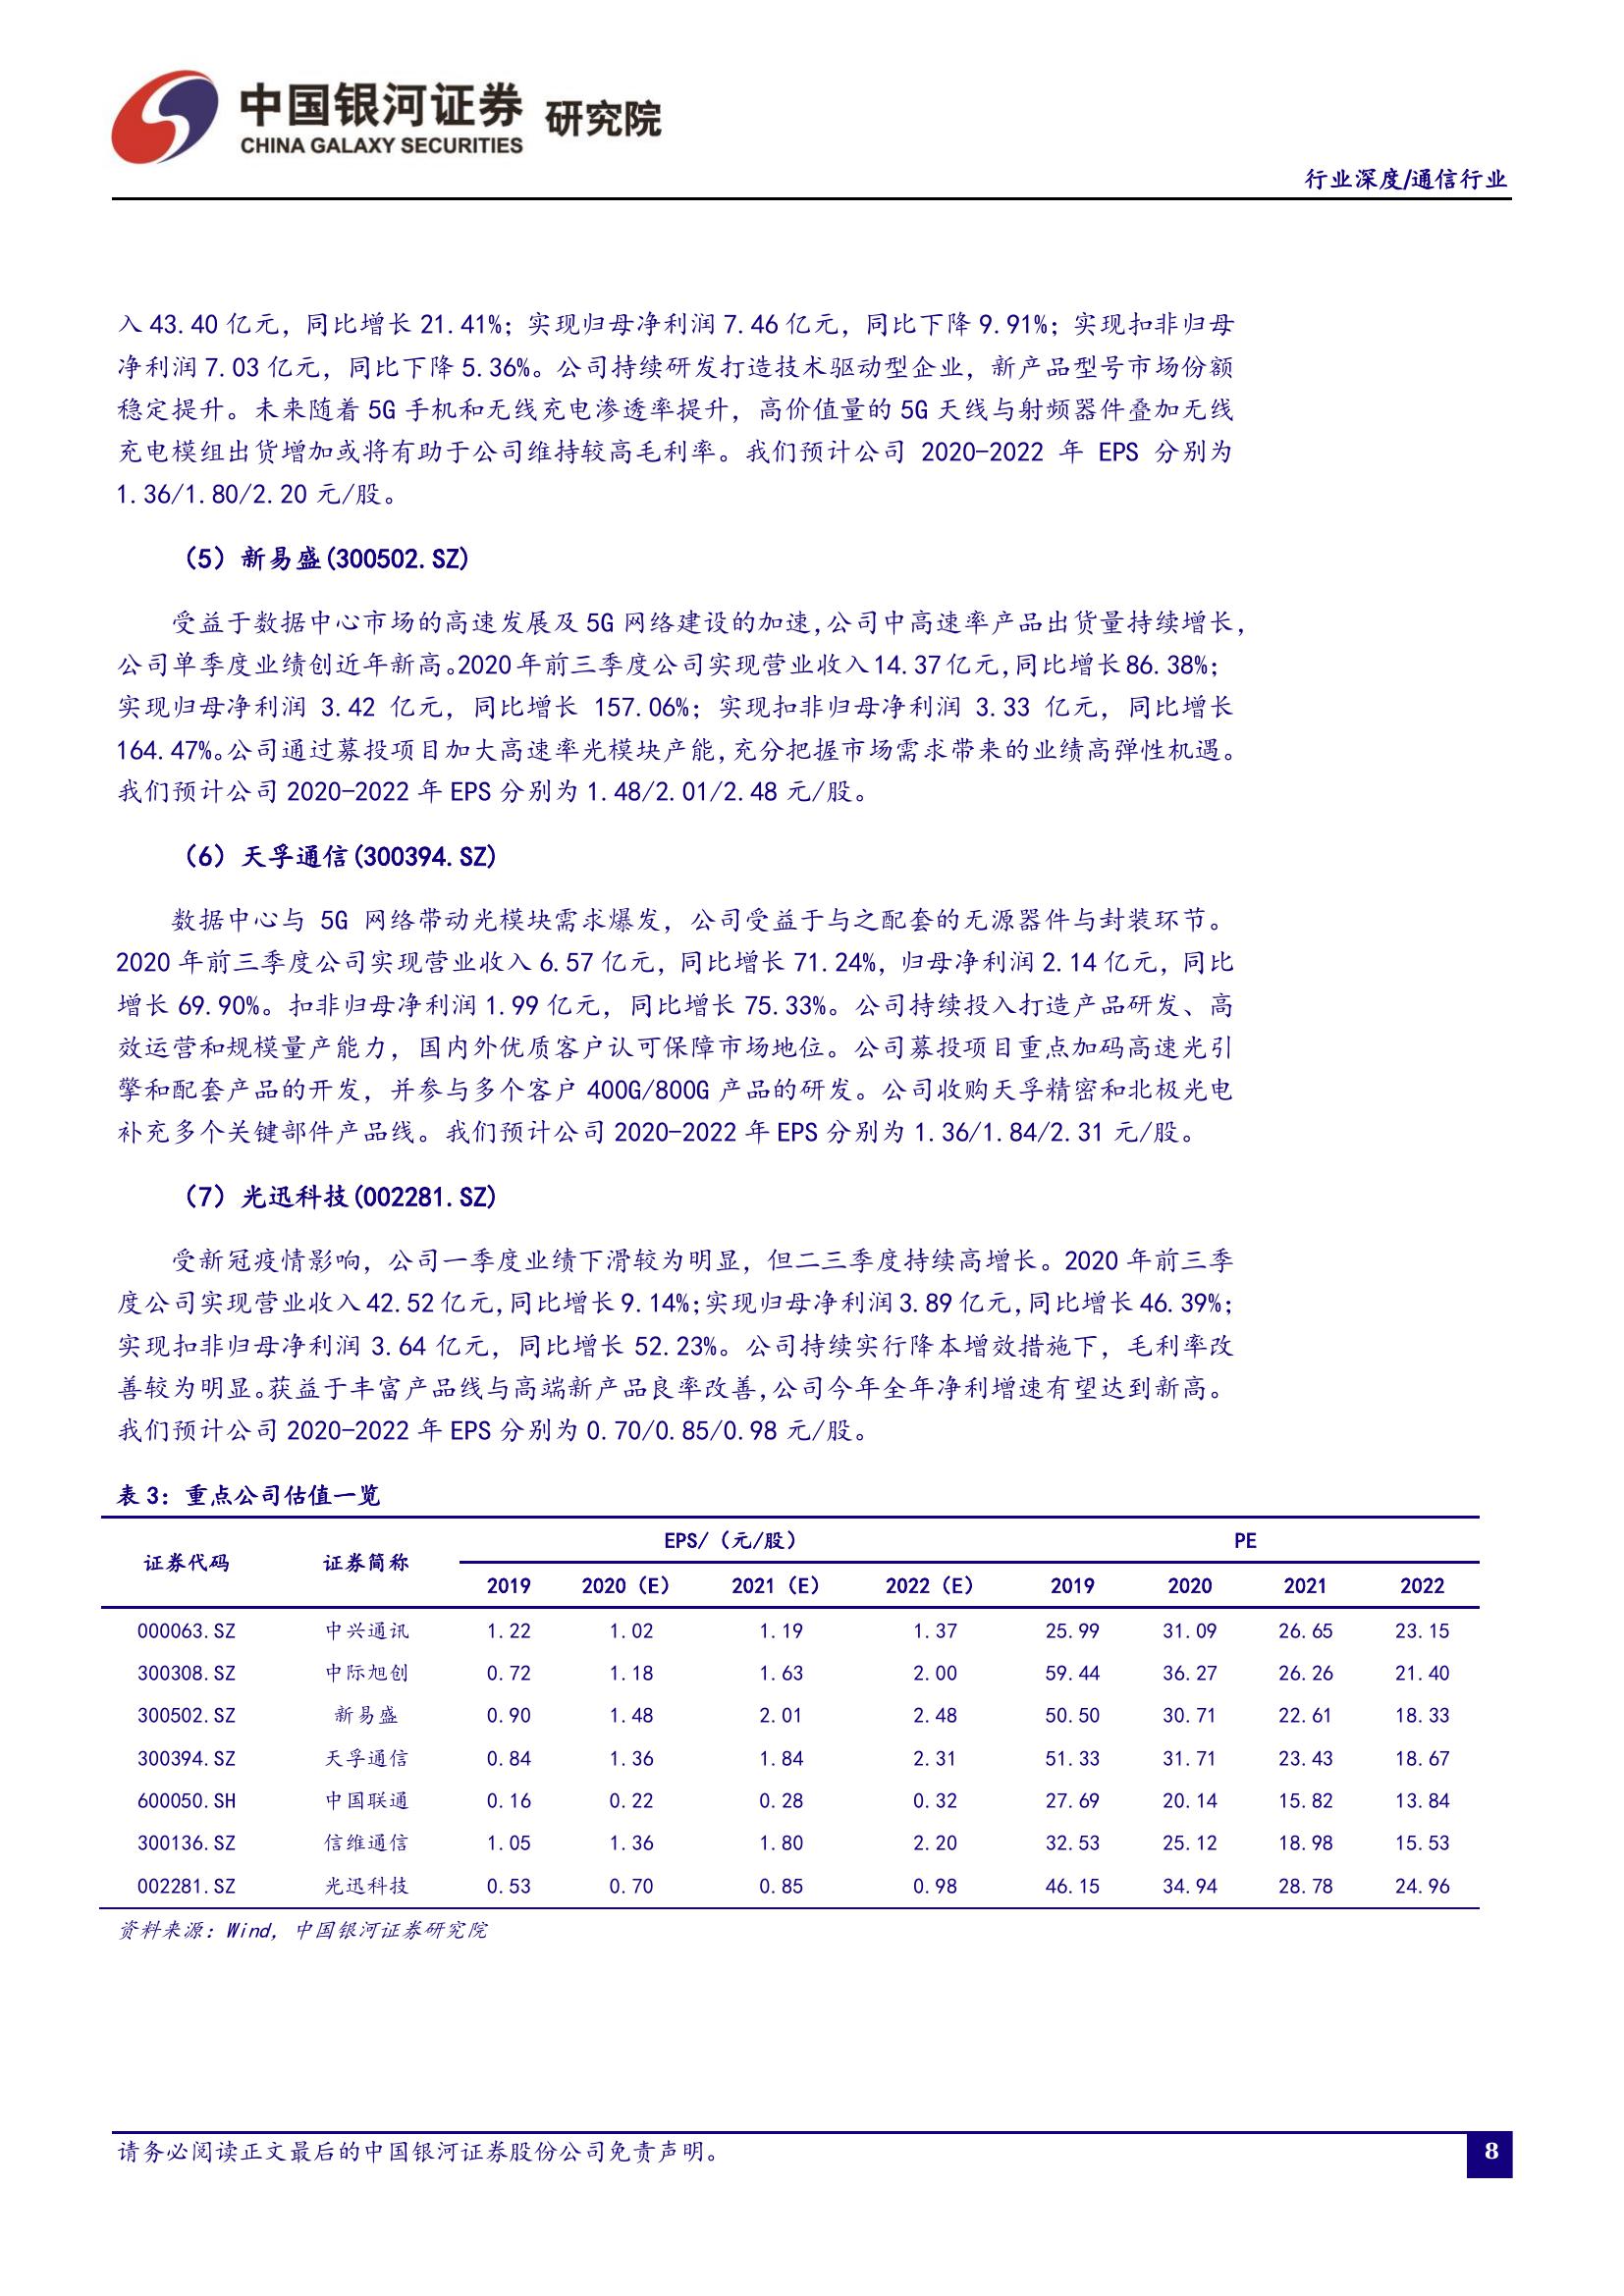 中国银河证券 研究院
CHINA GALAXY SECURITIES
行业深度/通信行业
入 43.40 亿元，同比增长 21.41%；实现归母净利润 7.46 亿元，同比下降 9.91%；实现扣非归母
净利润 7.03 亿元，同比下降 5.36%。公司持续研发打造技术驱动型企业，新产品型号市场份额
稳定提升。未来随着 5G 手机和无线充电渗透率提升，高价值量的 5G 天线与射频器件叠加无线
充电模组出货增加或将有助于公司维持较高毛利率。我们预计公司 2020-2022 年 EPS 分别为
1.36/1.80/2.20 元/股。
（5）新易盛(300502.SZ)
受益于数据中心市场的高速发展及 5G 网络建设的加速，公司中高速率产品出货量持续增长，
公司单季度业绩创近年新高。2020 年前三季度公司实现营业收入 14.37 亿元，同比增长 86.38%；
实现归母净利润 3.42 亿元，同比增长 157.06%；实现扣非归母净利润 3.33 亿元，同比增长
164.47%。公司通过募投项目加大高速率光模块产能，充分把握市场需求带来的业绩高弹性机遇。
我们预计公司 2020-2022 年 EPS 分别为 1.48/2.01/2.48 元/股。
（6）天孚通信(300394.SZ)
数据中心与 5G 网络带动光模块需求爆发，公司受益于与之配套的无源器件与封装环节。
2020 年前三季度公司实现营业收入 6.57 亿元，同比增长 71.24%，归母净利润 2.14 亿元，同比
增长 69.90%。扣非归母净利润 1.99 亿元，同比增长 75.33%。公司持续投入打造产品研发、高
效运营和规模量产能力，国内外优质客户认可保障市场地位。公司募投项目重点加码高速光引
擎和配套产品的开发，并参与多个客户 400G/800G 产品的研发。公司收购天孚精密和北极光电
补充多个关键部件产品线。我们预计公司 2020-2022 年 EPS 分别为 1.36/1.84/2.31 元/股。
（7）光迅科技(002281.SZ)
受新冠疫情影响，公司一季度业绩下滑较为明显，但二三季度持续高增长。2020 年前三季
度公司实现营业收入 42.52 亿元，同比增长 9.14%；实现归母净利润 3.89 亿元，同比增长 46.39%；
实现扣非归母净利润 3.64 亿元，同比增长 52.23%。公司持续实行降本增效措施下，毛利率改
善较为明显。获益于丰富产品线与高端新产品良率改善，公司今年全年净利增速有望达到新高。
我们预计公司 2020-2022 年 EPS 分别为 0.70/0.85/0.98 元/股。
表 3：重点公司估值一览
证券代码 证券简称 EPS/（元/股） PE
2019 2020（E） 2021（E） 2022（E） 2019 2020 2021 2022
000063.SZ 中兴通讯 1.22 1.02 1.19 1.37 25.99 31.09 26.65 23.15
300308.SZ 中际旭创 0.72 1.18 1.63 2.00 59.44 36.27 26.26 21.40
300502.SZ 新易盛 0.90 1.48 2.01 2.48 50.50 30.71 22.61 18.33
300394.SZ 天孚通信 0.84 1.36 1.84 2.31 51.33 31.71 23.43 18.67
600050.SH 中国联通 0.16 0.22 0.28 0.32 27.69 20.14 15.82 13.84
300136.SZ 信维通信 1.05 1.36 1.80 2.20 32.53 25.12 18.98 15.53
002281.SZ 光迅科技 0.53 0.70 0.85 0.98 46.15 34.94 28.78 24.96
资料来源：Wind，中国银河证券研究院
请务必阅读正文最后的中国银河证券股份公司免责声明。
8